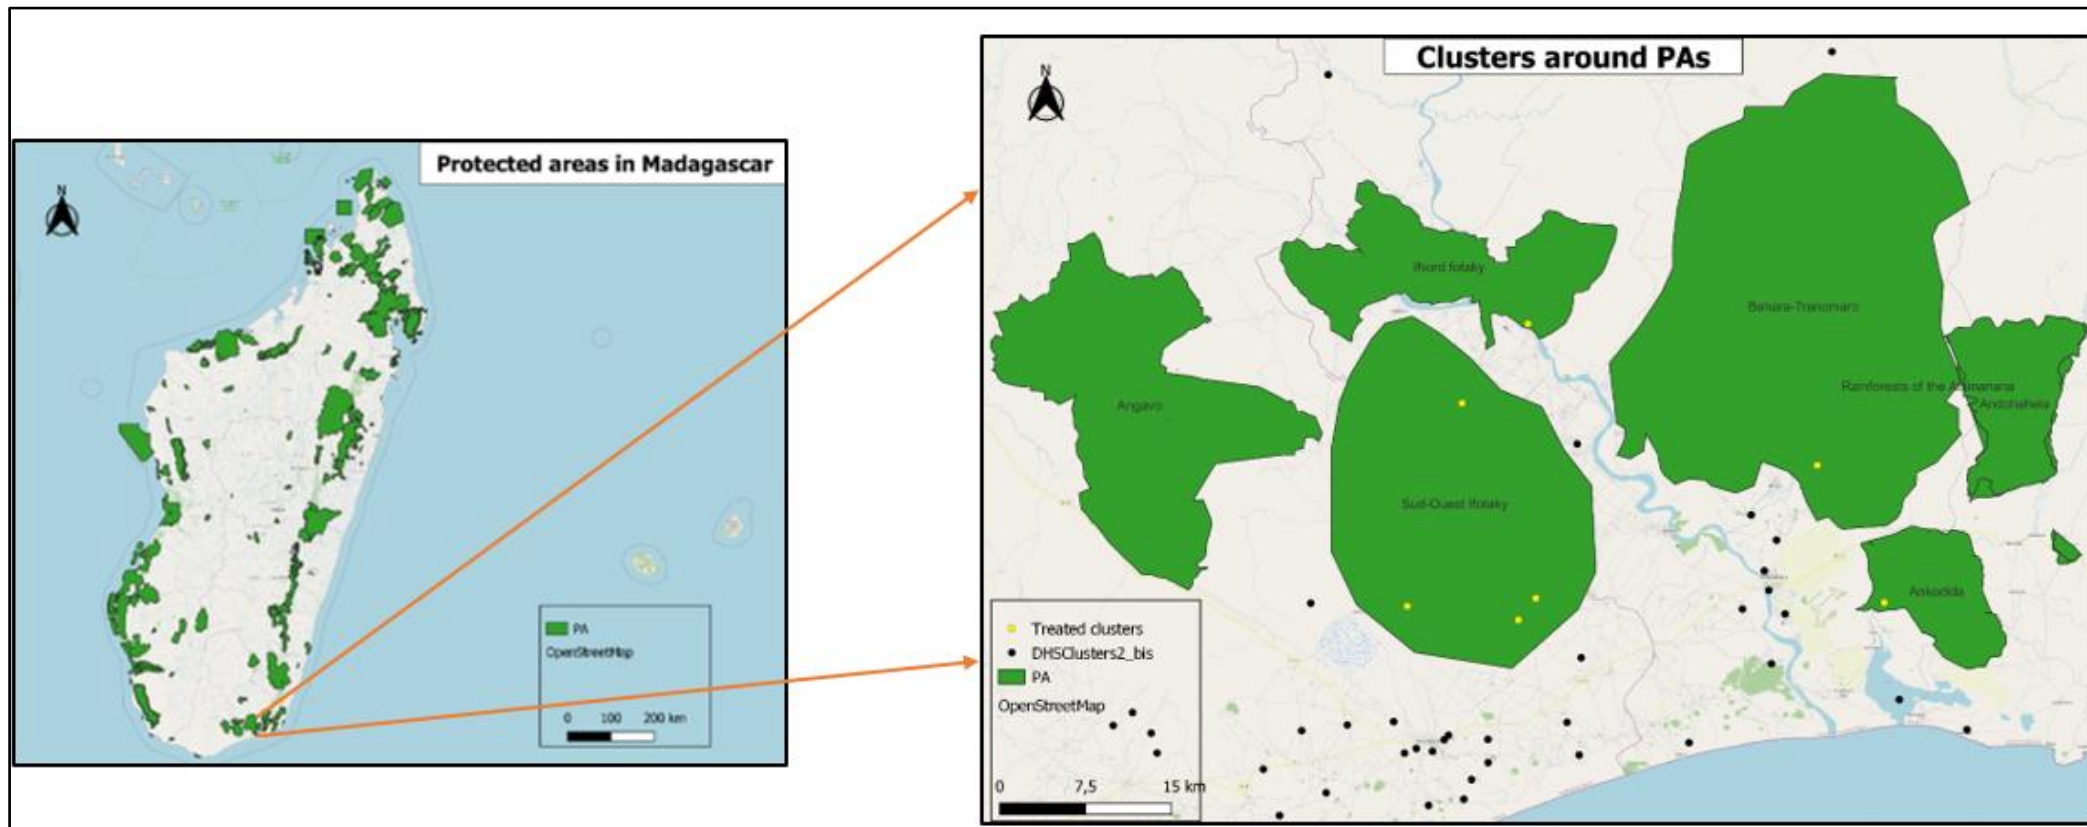 Protected areas in Madagascar
N
PA
OpenStreetMap
0 100 200 km
Clusters around PAs
N
Ifotaky
Behara-Tranomaro
Rainforests of the
Andohahela
Angavo
Sud-Ouest Ifotaky
Ankodida
Treated clusters
DHSClusters2_bis
PA
OpenStreetMap
0 7,5 15 km